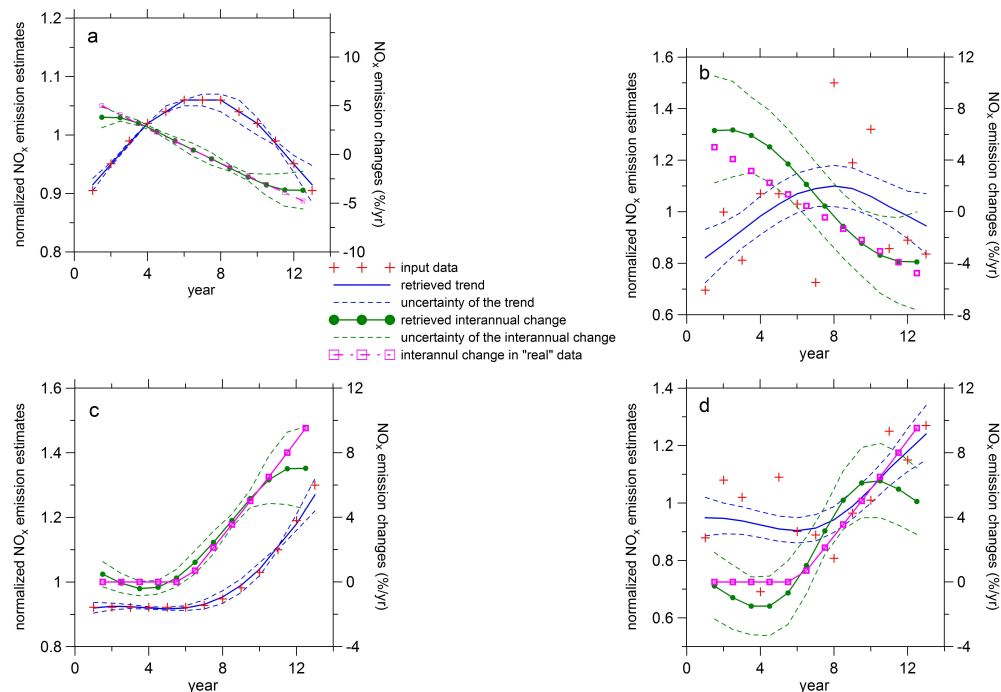 a
1.2
1.1
1
0.9
0.8
normalized NOx emission estimates
10
5
0
-5
-10
NOx emission changes (%/yr)
0
4
8
12
year
b
1.6
1.4
1.2
1.0
0.8
0.6
normalized NOx emission estimates
12
8
4
0
-4
-8
NOx emission changes (%/yr)
0
4
8
12
year
input data
retrieved trend
uncertainty of the trend
retrieved interannual change
uncertainty of the interannual change
interannul change in "real" data
c
1.6
1.4
1.2
1.0
0.8
normalized NOx emission estimates
12
8
4
0
-4
NOx emission changes (%/yr)
0
4
8
12
year
d
1.4
1.2
1.0
0.8
0.6
0.4
normalized NOx emission estimates
12
8
4
0
-4
NOx emission changes (%/yr)
0
4
8
12
year